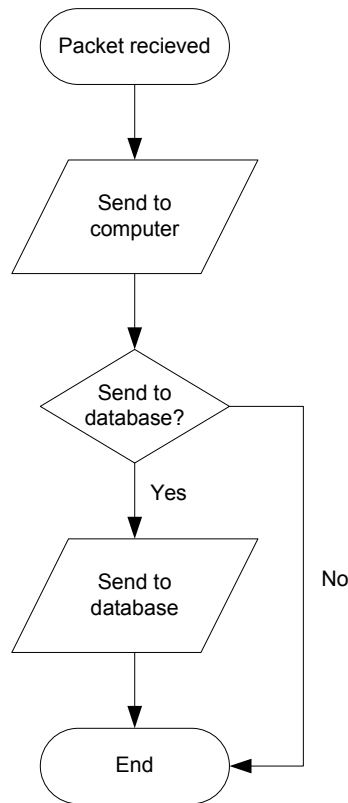 Packet recieved
Send to
computer
Send to
database?
Yes
Send to
database
No
End